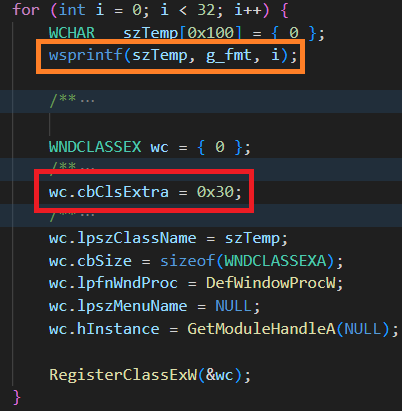 for (int i = 0; i < 32; i++) {
WCHAR szTemp[0x100] = { 0 };
wsprintf(szTemp, g_fmt, i);
/** ...
WNDCLASSEX wc = { 0 };
/** ...
wc.cbClsExtra = 0x30;
/** ...
wc.lpszClassName = szTemp;
wc.cbSize = sizeof(WNDCLASSEXA);
wc.lpfnWndProc = DefWindowProcW;
wc.lpszMenuName = NULL;
wc.hInstance = GetModuleHandleA(NULL);
RegisterClassExW(&wc);
}